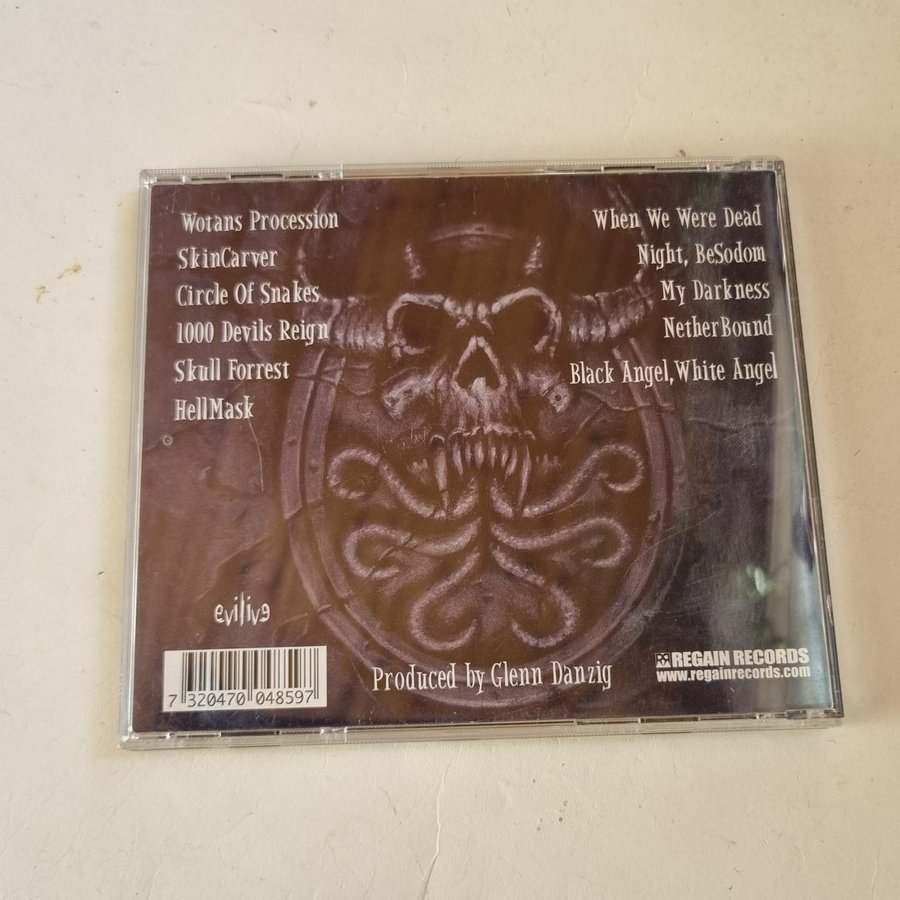 Wotans Procession
SkinCarver
Circle Of Snakes
1000 Devils Reign
Skull Forrest
HellMask
When We Were Dead
Night, BeSodom
My Darkness
NetherBound
Black Angel, White Angel
evilive
7 320470 048597
Produced by Glenn Danzig
RR REGAIN RECORDS
www.regainrecords.com